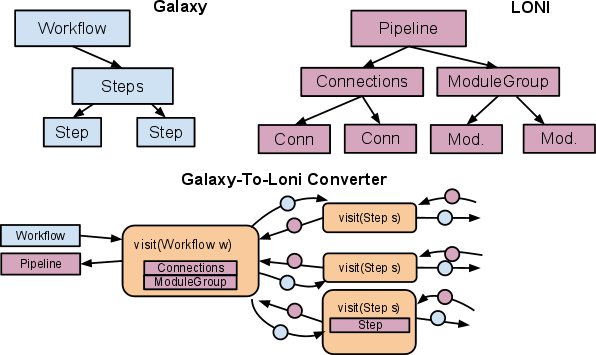 Galaxy
LONI
Workflow
Pipeline
Steps
Connections
ModuleGroup
Step
Step
Conn
Conn
Mod.
Mod.
Galaxy-To-Loni Converter
visit(Step s)
Workflow
visit(Workflow w)
Pipeline
Connections
visit(Step s)
ModuleGroup
visit(Step s)
Step